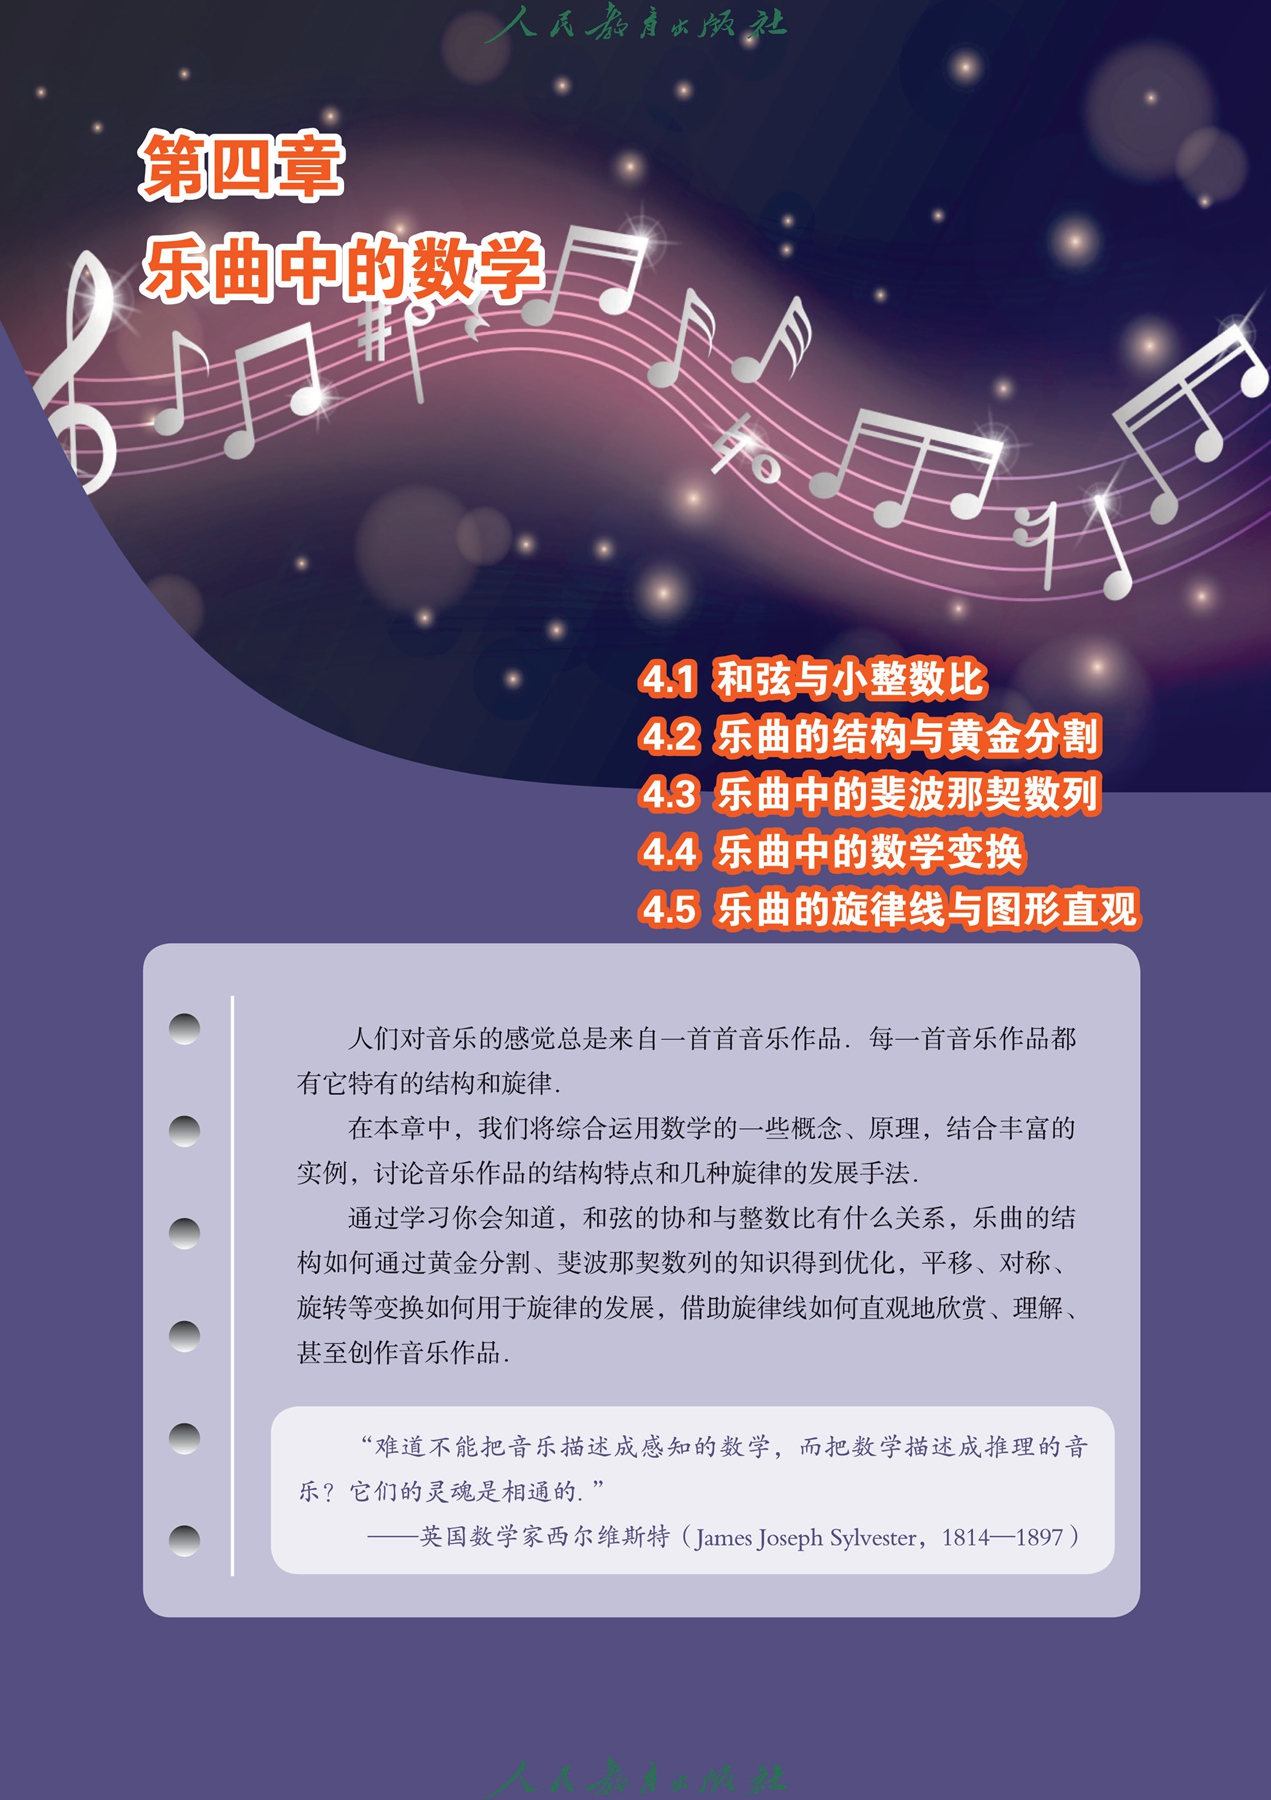 人民教育出版社
第四章
乐曲中的数学
4.1 和弦与小整数比
4.2 乐曲的结构与黄金分割
4.3 乐曲中的斐波那契数列
4.4 乐曲中的数学变换
4.5 乐曲的旋律线与图形直观
人们对音乐的感觉总是来自一首首音乐作品．每一首音乐作品都
有它特有的结构和旋律．
在本章中，我们将综合运用数学的一些概念、原理，结合丰富的
实例，讨论音乐作品的结构特点和几种旋律的发展手法．
通过学习你会知道，和弦的协和与整数比有什么关系，乐曲的结
构如何通过黄金分割、斐波那契数列的知识得到优化，平移、对称、
旋转等变换如何用于旋律的发展，借助旋律线如何直观地欣赏、理解、
甚至创作音乐作品．
“难道不能把音乐描述成感知的数学，而把数学描述成推理的音
乐？它们的灵魂是相通的．”
——英国数学家西尔维斯特（James Joseph Sylvester，1814—1897）
人民教育出版社